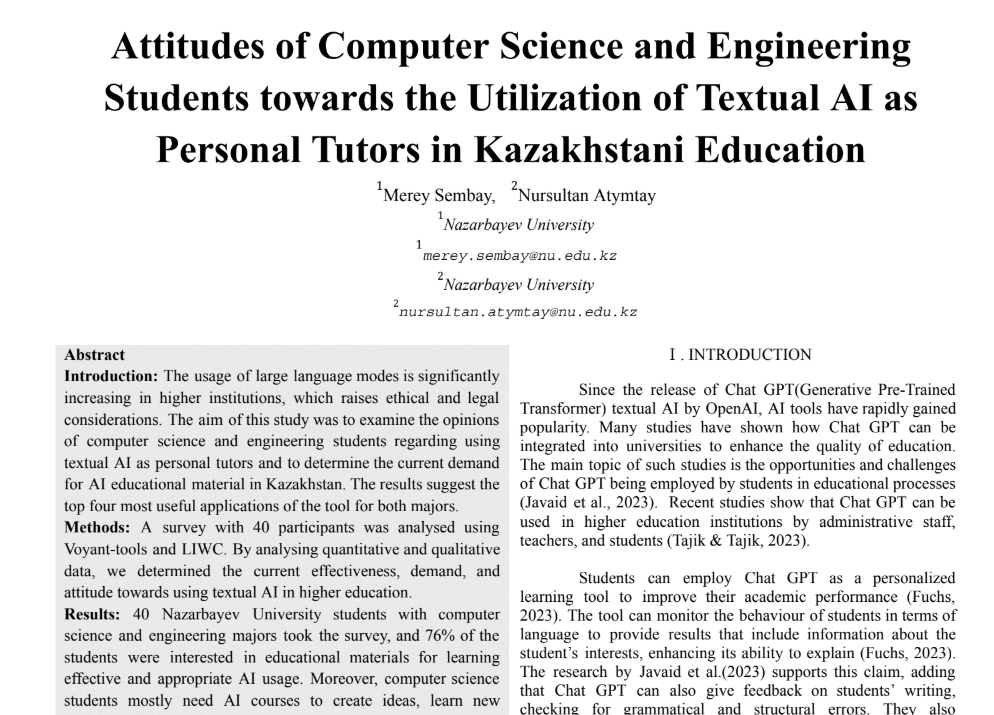 Attitudes of Computer Science and Engineering
Students towards the Utilization of Textual AI as
Personal Tutors in Kazakhstani Education
1Merey Sembay, 2Nursultan Atymtay
1Nazarbayev University
1merey.sembay@nu.edu.kz
2Nazarbayev University
2nursultan.atymtay@nu.edu.kz
Abstract
Introduction: The usage of large language modes is significantly
increasing in higher institutions, which raises ethical and legal
considerations. The aim of this study was to examine the opinions
of computer science and engineering students regarding using
textual AI as personal tutors and to determine the current demand
for AI educational material in Kazakhstan. The results suggest the
top four most useful applications of the tool for both majors.
Methods: A survey with 40 participants was analysed using
Voyant-tools and LIWC. By analysing quantitative and qualitative
data, we determined the current effectiveness, demand, and
attitude towards using textual AI in higher education.
Results: 40 Nazarbayev University students with computer
science and engineering majors took the survey, and 76% of the
students were interested in educational materials for learning
effective and appropriate AI usage. Moreover, computer science
students mostly need AI courses to create ideas, learn new
I . INTRODUCTION
Since the release of Chat GPT(Generative Pre-Trained
Transformer) textual AI by OpenAI, AI tools have rapidly gained
popularity. Many studies have shown how Chat GPT can be
integrated into universities to enhance the quality of education.
The main topic of such studies is the opportunities and challenges
of Chat GPT being employed by students in educational processes
(Javaid et al., 2023). Recent studies show that Chat GPT can be
used in higher education institutions by administrative staff,
teachers, and students (Tajik & Tajik, 2023).
Students can employ Chat GPT as a personalized
learning tool to improve their academic performance (Fuchs,
2023). The tool can monitor the behaviour of students in terms of
language to provide results that include information about the
student's interests, enhancing its ability to explain (Fuchs, 2023).
The research by Javaid et al.(2023) supports this claim, adding
that Chat GPT can also give feedback on students' writing,
checking for grammatical and structural errors. They also